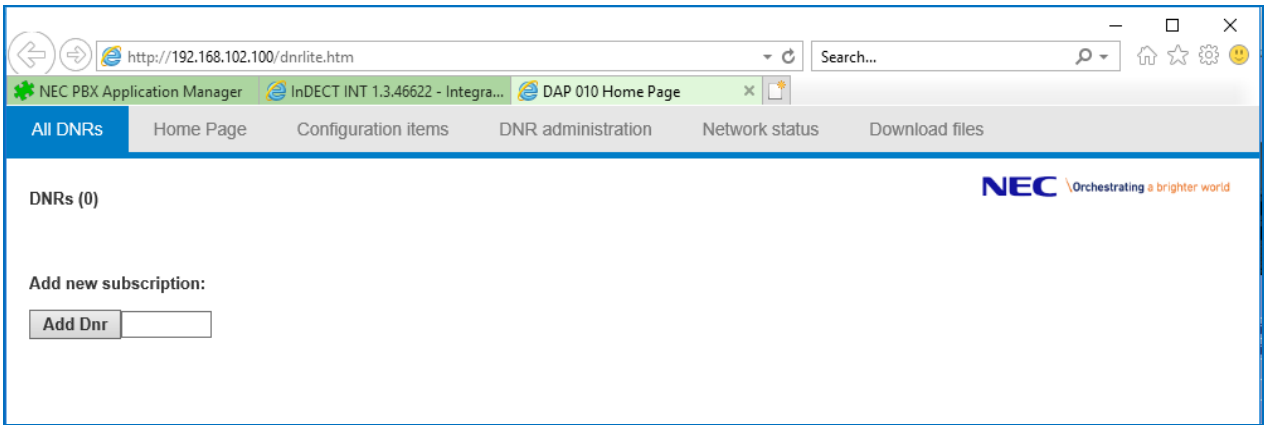 http://192.168.102.100/dnrlite.htm
Search...
NEC PBX Application Manager
InDECT INT 1.3.46622 - Integra...
DAP 010 Home Page
All DNRs
Home Page
Configuration items
DNR administration
Network status
Download files
DNRs (0)
NEC \Orchestrating a brighter world
Add new subscription:
Add Dnr